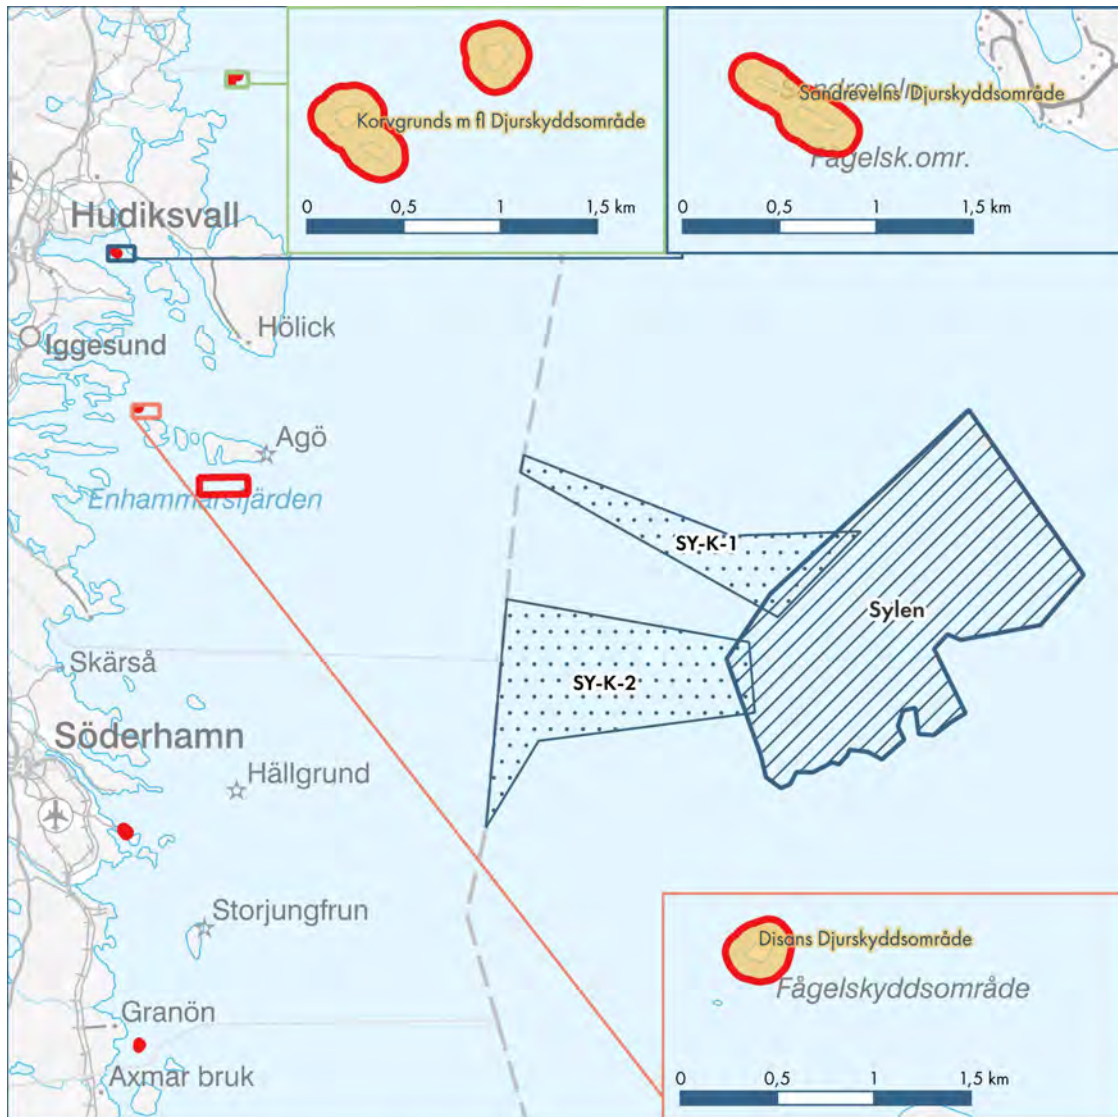 Korvgrunds m fl Djurskyddsområde
0 0,5 1 1,5 km
Sandrevelns Djurskyddsområde
Sandreveln
Fågelsk.omr.
0 0,5 1 1,5 km
Hudiksvall
Hölick
Iggesund
Agö
Enhammarsfjärden
SY-K-1
Sylen
SY-K-2
Skärså
Söderhamn
Hällgrund
Storjungfrun
Granön
Axmar bruk
Disans Djurskyddsområde
Fågelskyddsområde
0 0,5 1 1,5 km